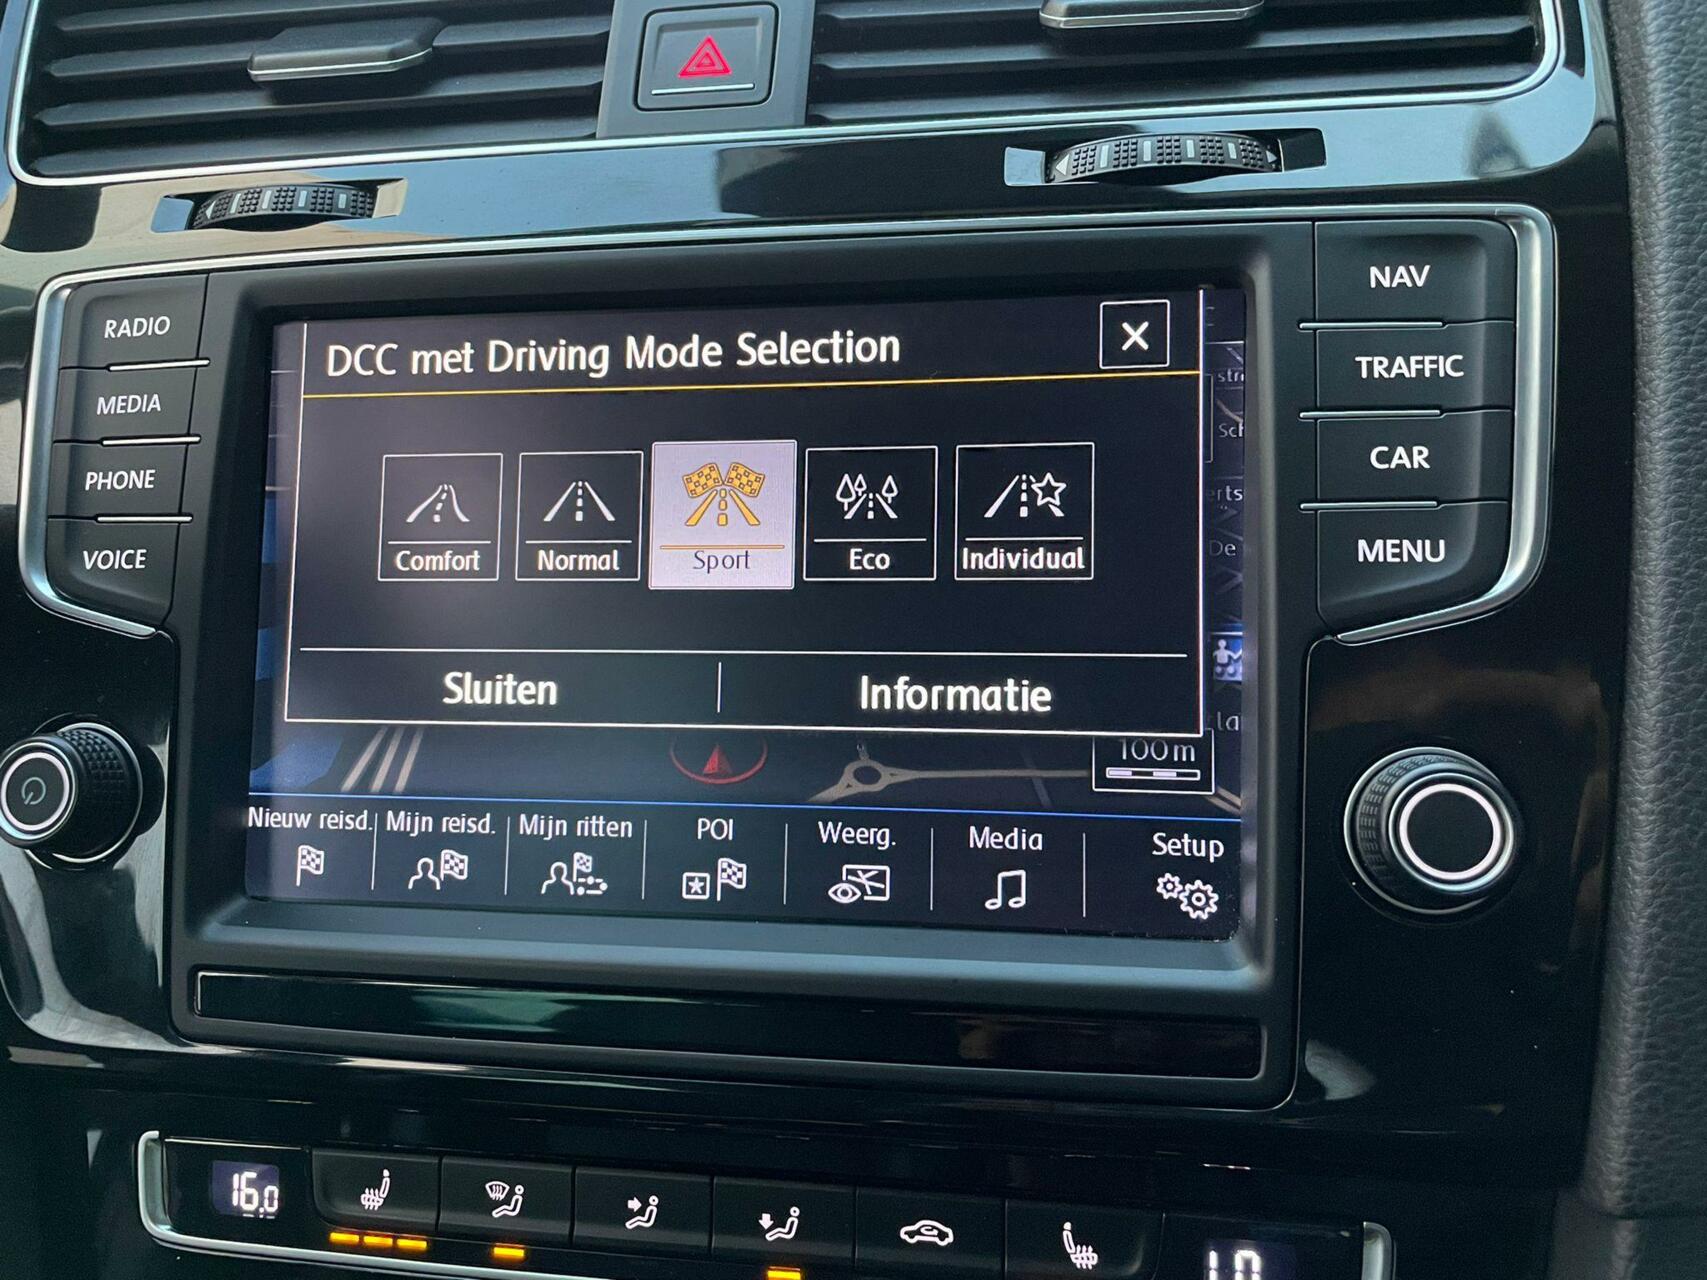 RADIO
MEDIA
PHONE
VOICE
NAV
TRAFFIC
CAR
MENU
DCC met Driving Mode Selection
Comfort Normal Sport Eco Individual
Sluiten Informatie
100 m
Nieuw reisd. Mijn reisd. Mijn ritten POI Weerg. Media Setup
16.0